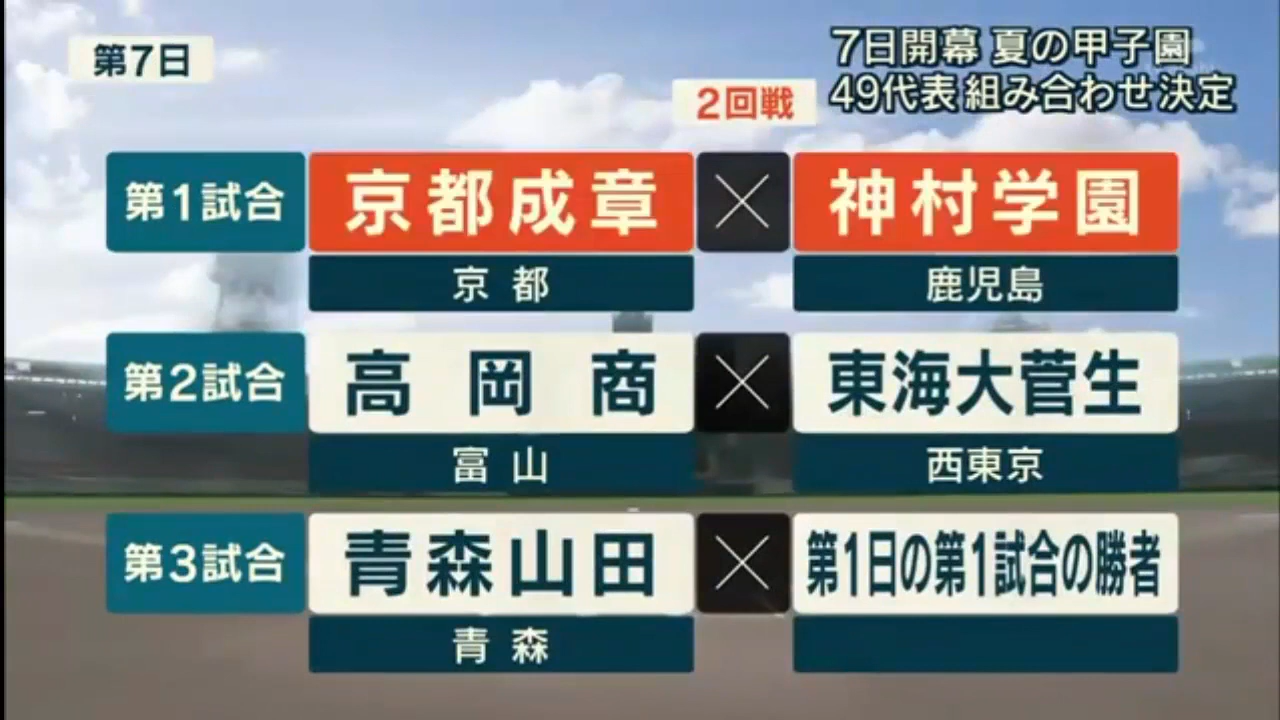 第7日
7日開幕 夏の甲子園
49代表 組み合わせ決定
2回戦
第1試合 京都成章 × 神村学園
京都 鹿児島
第2試合 高岡商 × 東海大菅生
富山 西東京
第3試合 青森山田 × 第1日の第1試合の勝者
青森